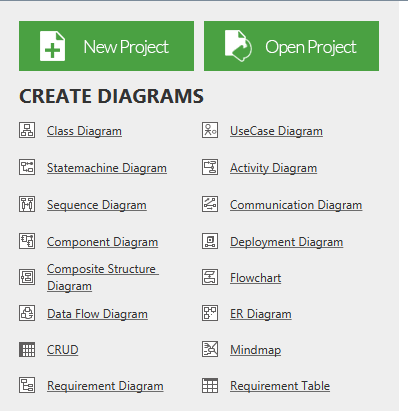 New Project
Open Project
CREATE DIAGRAMS
Class Diagram
UseCase Diagram
Statemachine Diagram
Activity Diagram
Sequence Diagram
Communication Diagram
Component Diagram
Deployment Diagram
Composite Structure
Diagram
Flowchart
Data Flow Diagram
ER Diagram
CRUD
Mindmap
Requirement Diagram
Requirement Table